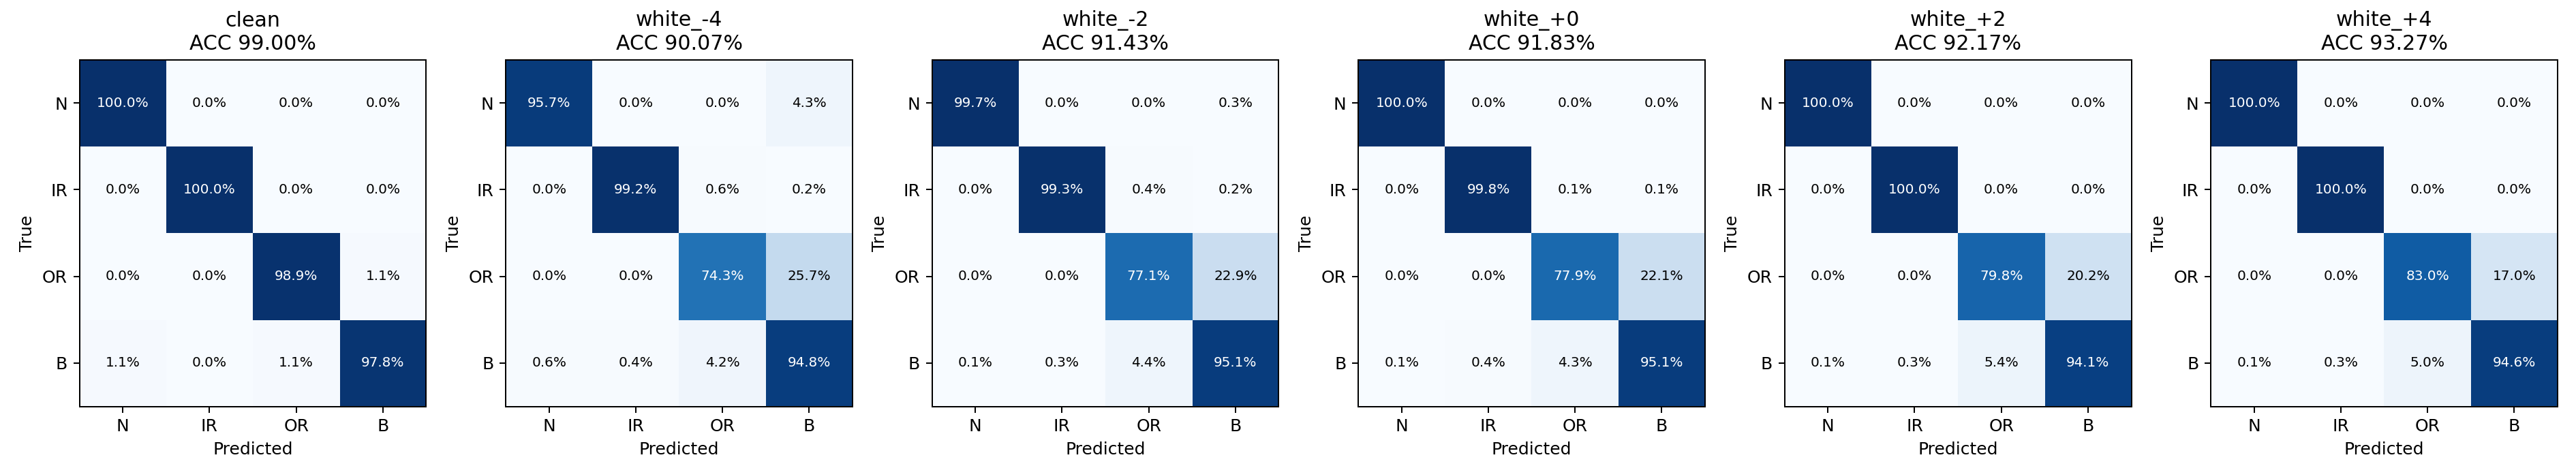 clean
ACC 99.00%
N 100.0% 0.0% 0.0% 0.0%
IR 0.0% 100.0% 0.0% 0.0%
OR 0.0% 0.0% 98.9% 1.1%
B 1.1% 0.0% 1.1% 97.8%
N IR OR B
Predicted
True
white_-4
ACC 90.07%
N 95.7% 0.0% 0.0% 4.3%
IR 0.0% 99.2% 0.6% 0.2%
OR 0.0% 0.0% 74.3% 25.7%
B 0.6% 0.4% 4.2% 94.8%
N IR OR B
Predicted
True
white_-2
ACC 91.43%
N 99.7% 0.0% 0.0% 0.3%
IR 0.0% 99.3% 0.4% 0.2%
OR 0.0% 0.0% 77.1% 22.9%
B 0.1% 0.3% 4.4% 95.1%
N IR OR B
Predicted
True
white_+0
ACC 91.83%
N 100.0% 0.0% 0.0% 0.0%
IR 0.0% 99.8% 0.1% 0.1%
OR 0.0% 0.0% 77.9% 22.1%
B 0.1% 0.4% 4.3% 95.1%
N IR OR B
Predicted
True
white_+2
ACC 92.17%
N 100.0% 0.0% 0.0% 0.0%
IR 0.0% 100.0% 0.0% 0.0%
OR 0.0% 0.0% 79.8% 20.2%
B 0.1% 0.3% 5.4% 94.1%
N IR OR B
Predicted
True
white_+4
ACC 93.27%
N 100.0% 0.0% 0.0% 0.0%
IR 0.0% 100.0% 0.0% 0.0%
OR 0.0% 0.0% 83.0% 17.0%
B 0.1% 0.3% 5.0% 94.6%
N IR OR B
Predicted
True